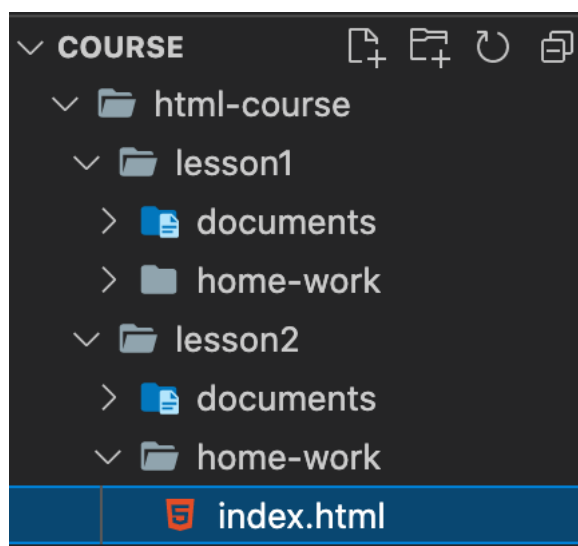 COURSE
html-course
lesson1
documents
home-work
lesson2
documents
home-work
index.html